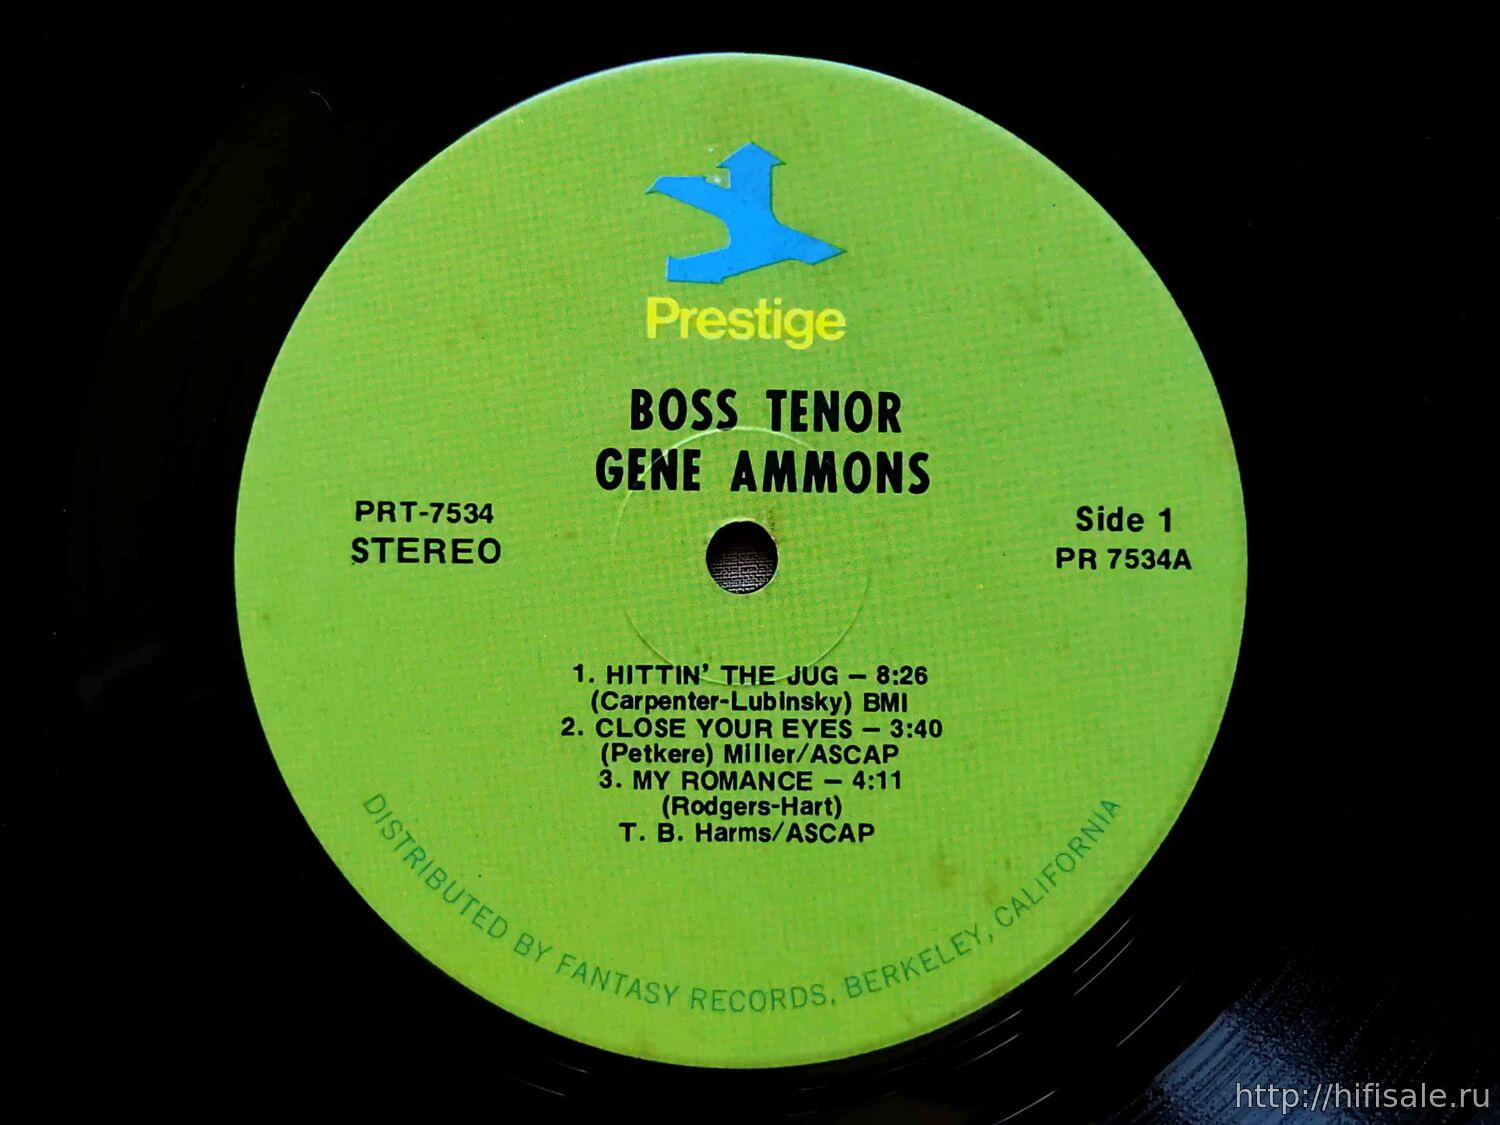 Prestige
BOSS TENOR
GENE AMMONS
PRT-7534
STEREO
Side 1
PR 7534A
1. HITTIN' THE JUG – 8:26
(Carpenter-Lubinsky) BMI
2. CLOSE YOUR EYES – 3:40
(Petkere) Miller/ASCAP
3. MY ROMANCE – 4:11
(Rodgers-Hart)
T. B. Harms/ASCAP
DISTRIBUTED BY FANTASY RECORDS, BERKELEY, CALIFORNIA
http://hifisale.ru